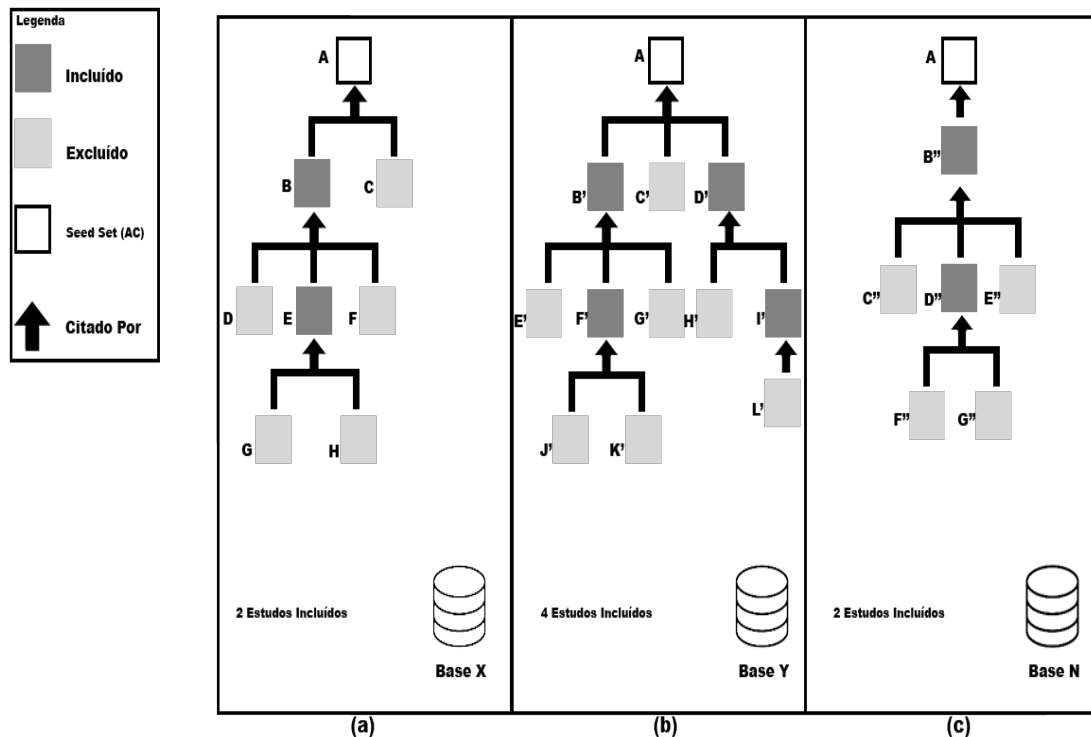 Legenda
Incluído
Excluído
Seed Set (AC)
Citado Por
A
B
C
D
E
F
G
H
2 Estudos Incluídos
Base X
(a)
A
B’
C’
D’
E’
F’
G’
H’
I’
L’
J’
K’
4 Estudos Incluídos
Base Y
(b)
A
B’’
C’’
D’’
E’’
F’’
G’’
2 Estudos Incluídos
Base N
(c)